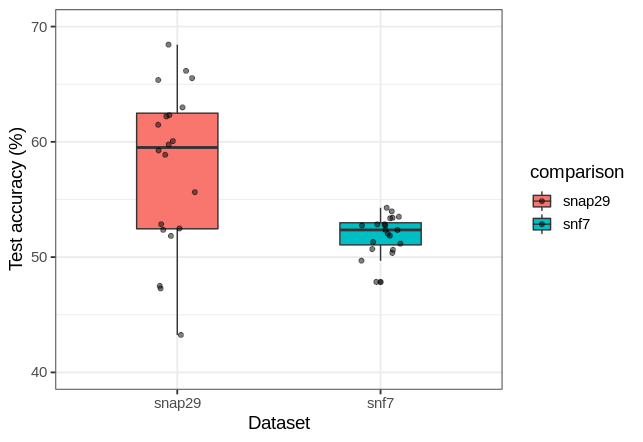 70
60
50
40
Test accuracy (%)
snap29
snf7
Dataset
comparison
snap29
snf7